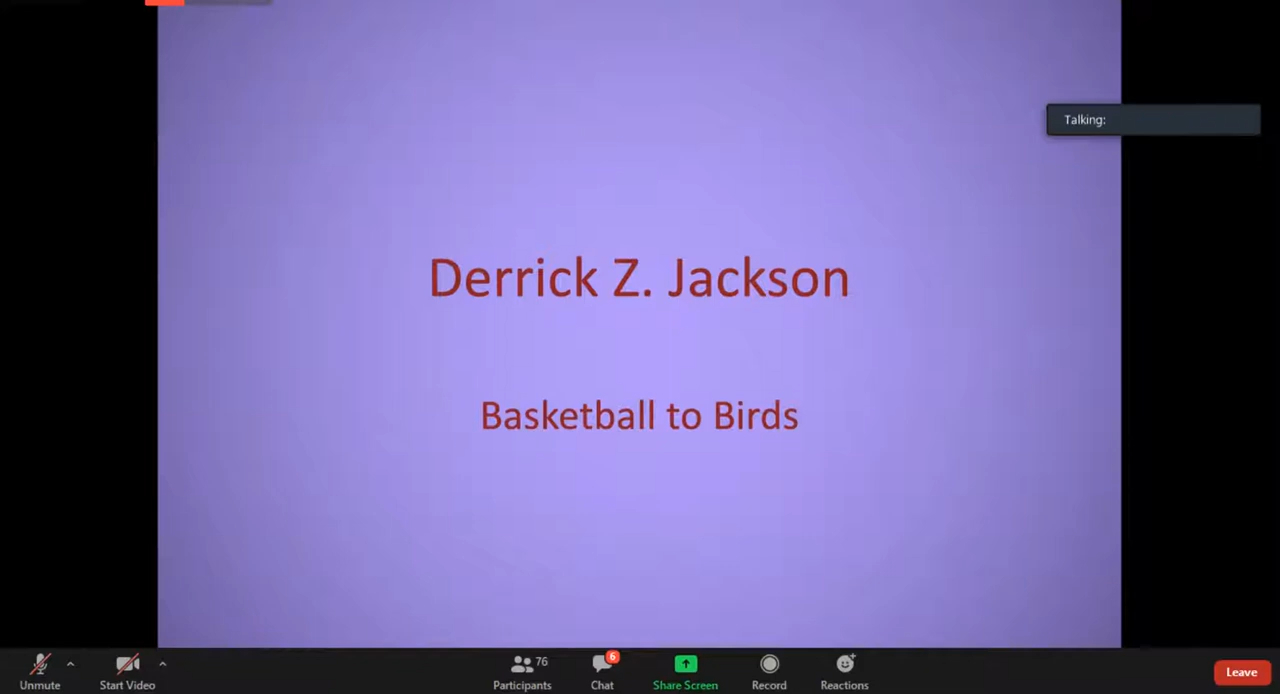 Talking:
Derrick Z. Jackson
Basketball to Birds
Unmute
Start Video
76
Participants
6
Chat
Share Screen
Record
Reactions
Leave